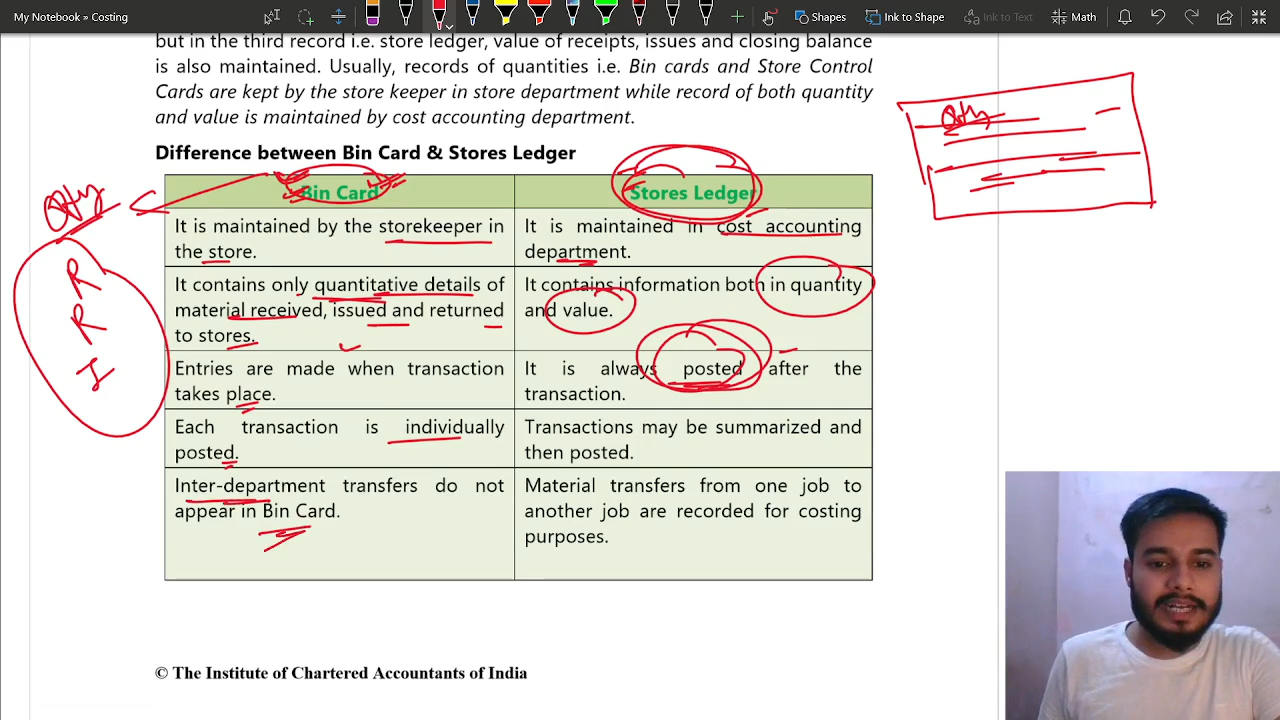 My Notebook » Costing
Shapes
Ink to Shape
Ink to Text
Math
but in the third record i.e. store ledger, value of receipts, issues and closing balance
is also maintained. Usually, records of quantities i.e. Bin cards and Store Control
Cards are kept by the store keeper in store department while record of both quantity
and value is maintained by cost accounting department.
Qty
Difference between Bin Card & Stores Ledger
Bin Card
Stores Ledger
It is maintained by the storekeeper in
the store.
It is maintained in cost accounting
department.
It contains only quantitative details of
material received, issued and returned
to stores.
It contains information both in quantity
and value.
Entries are made when transaction
takes place.
It is always posted after the
transaction.
Each transaction is individually
posted.
Transactions may be summarized and
then posted.
Inter-department transfers do not
appear in Bin Card.
Material transfers from one job to
another job are recorded for costing
purposes.
Qty
R
R
I
© The Institute of Chartered Accountants of India